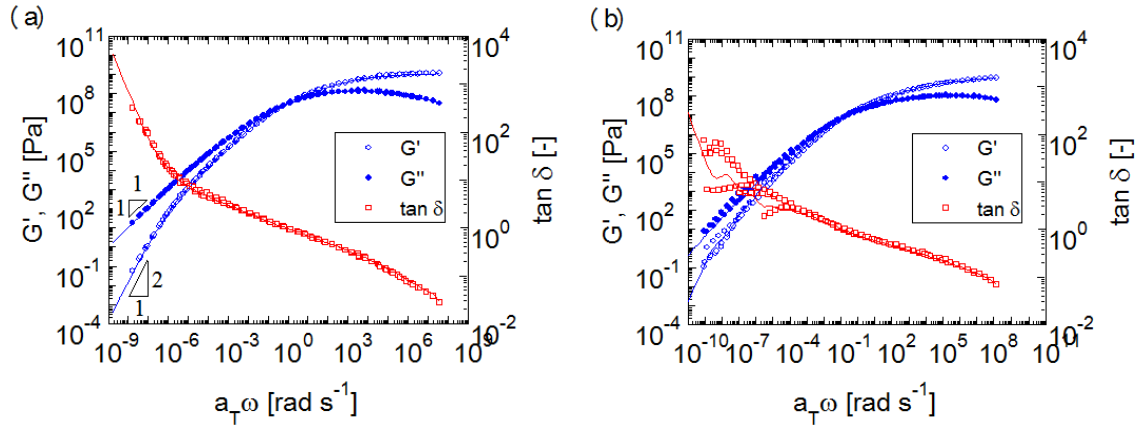 (a)
10^11
10^8
10^5
10^2
10^-1
10^-4
G', G'' [Pa]
10^4
10^2
10^0
10^-2
tan δ [-]
G'
G''
tan δ
1
1
2
1
10^-9
10^-6
10^-3
10^0
10^3
10^6
10^9
a_Tω [rad s^-1]
(b)
10^11
10^8
10^5
10^2
10^-1
10^-4
G', G'' [Pa]
10^4
10^2
10^0
10^-2
tan δ [-]
G'
G''
tan δ
10^-10
10^-7
10^-4
10^-1
10^2
10^5
10^8
10^11
a_Tω [rad s^-1]